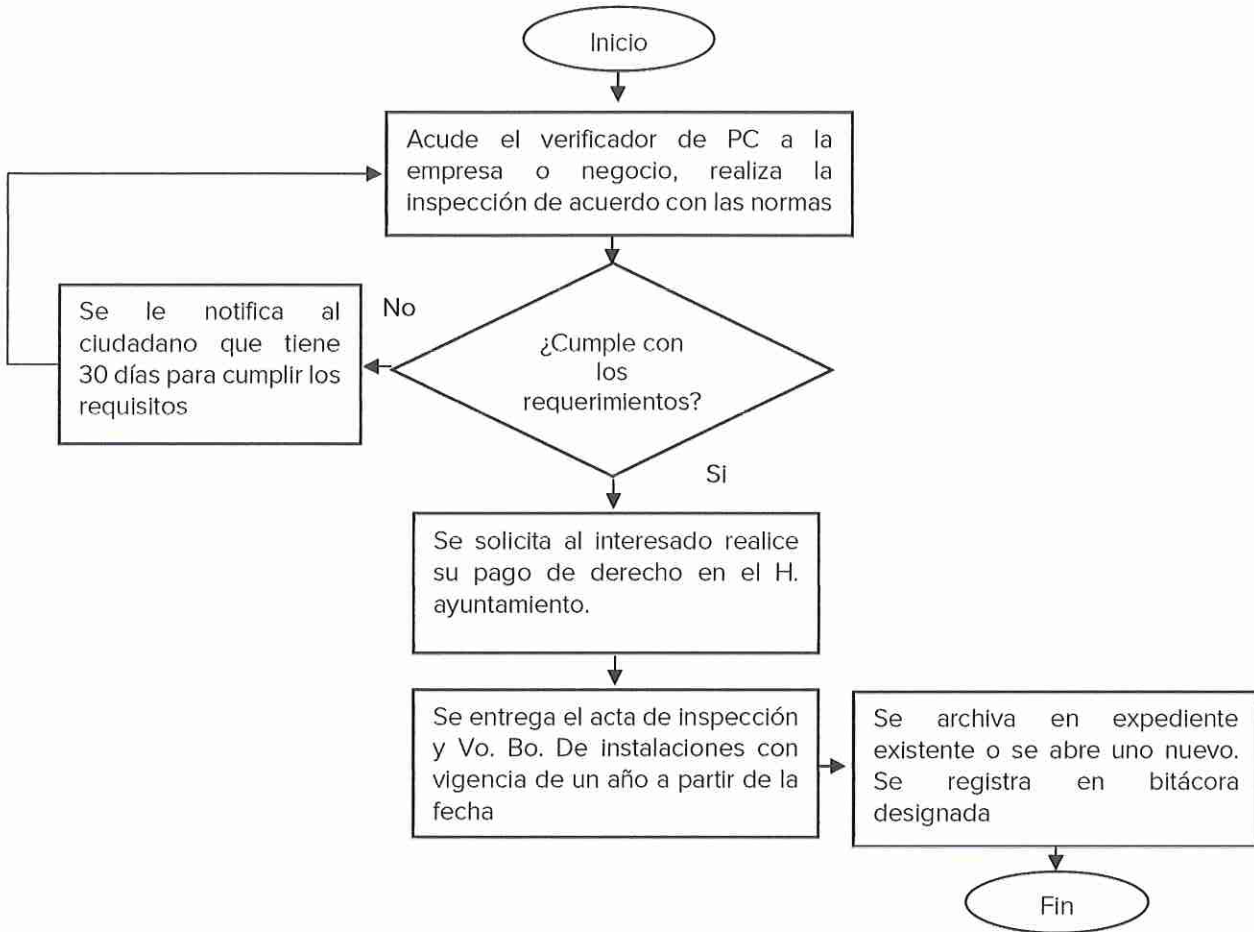 Inicio
Acude el verificador de PC a la
empresa o negocio, realiza la
inspección de acuerdo con las normas
No
Se le notifica al
ciudadano que tiene
30 días para cumplir los
requisitos
¿Cumple con
los
requerimientos?
Si
Se solicita al interesado realice
su pago de derecho en el H.
ayuntamiento.
Se entrega el acta de inspección
y Vo. Bo. De instalaciones con
vigencia de un año a partir de la
fecha
Se archiva en expediente
existente o se abre uno nuevo.
Se registra en bitácora
designada
Fin